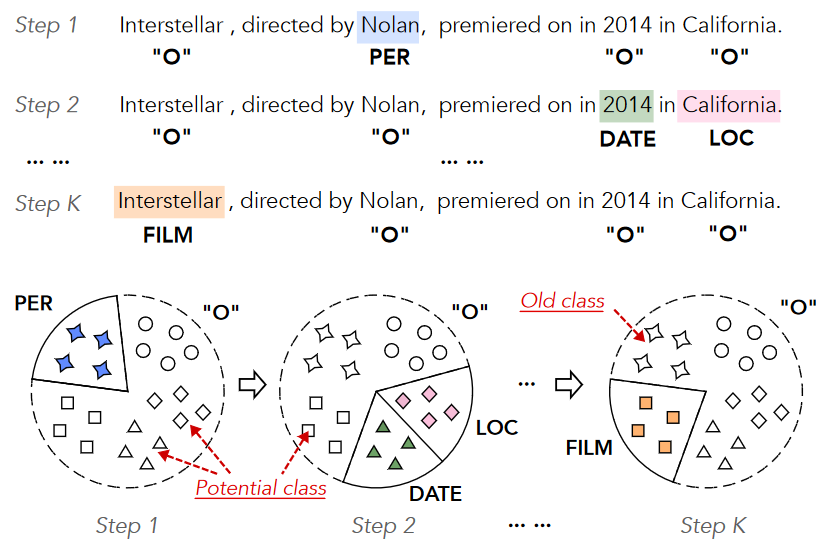 Step 1 Interstellar , directed by Nolan, premiered on in 2014 in California.
"O" PER "O" "O"
Step 2 Interstellar , directed by Nolan, premiered on in 2014 in California.
"O" "O" DATE LOC
... ... ... ...
Step K Interstellar , directed by Nolan, premiered on in 2014 in California.
FILM "O" "O" "O"
PER "O" "O" Old class "O"
...
LOC
FILM
Potential class DATE
Step 1 Step 2 ... ... Step K